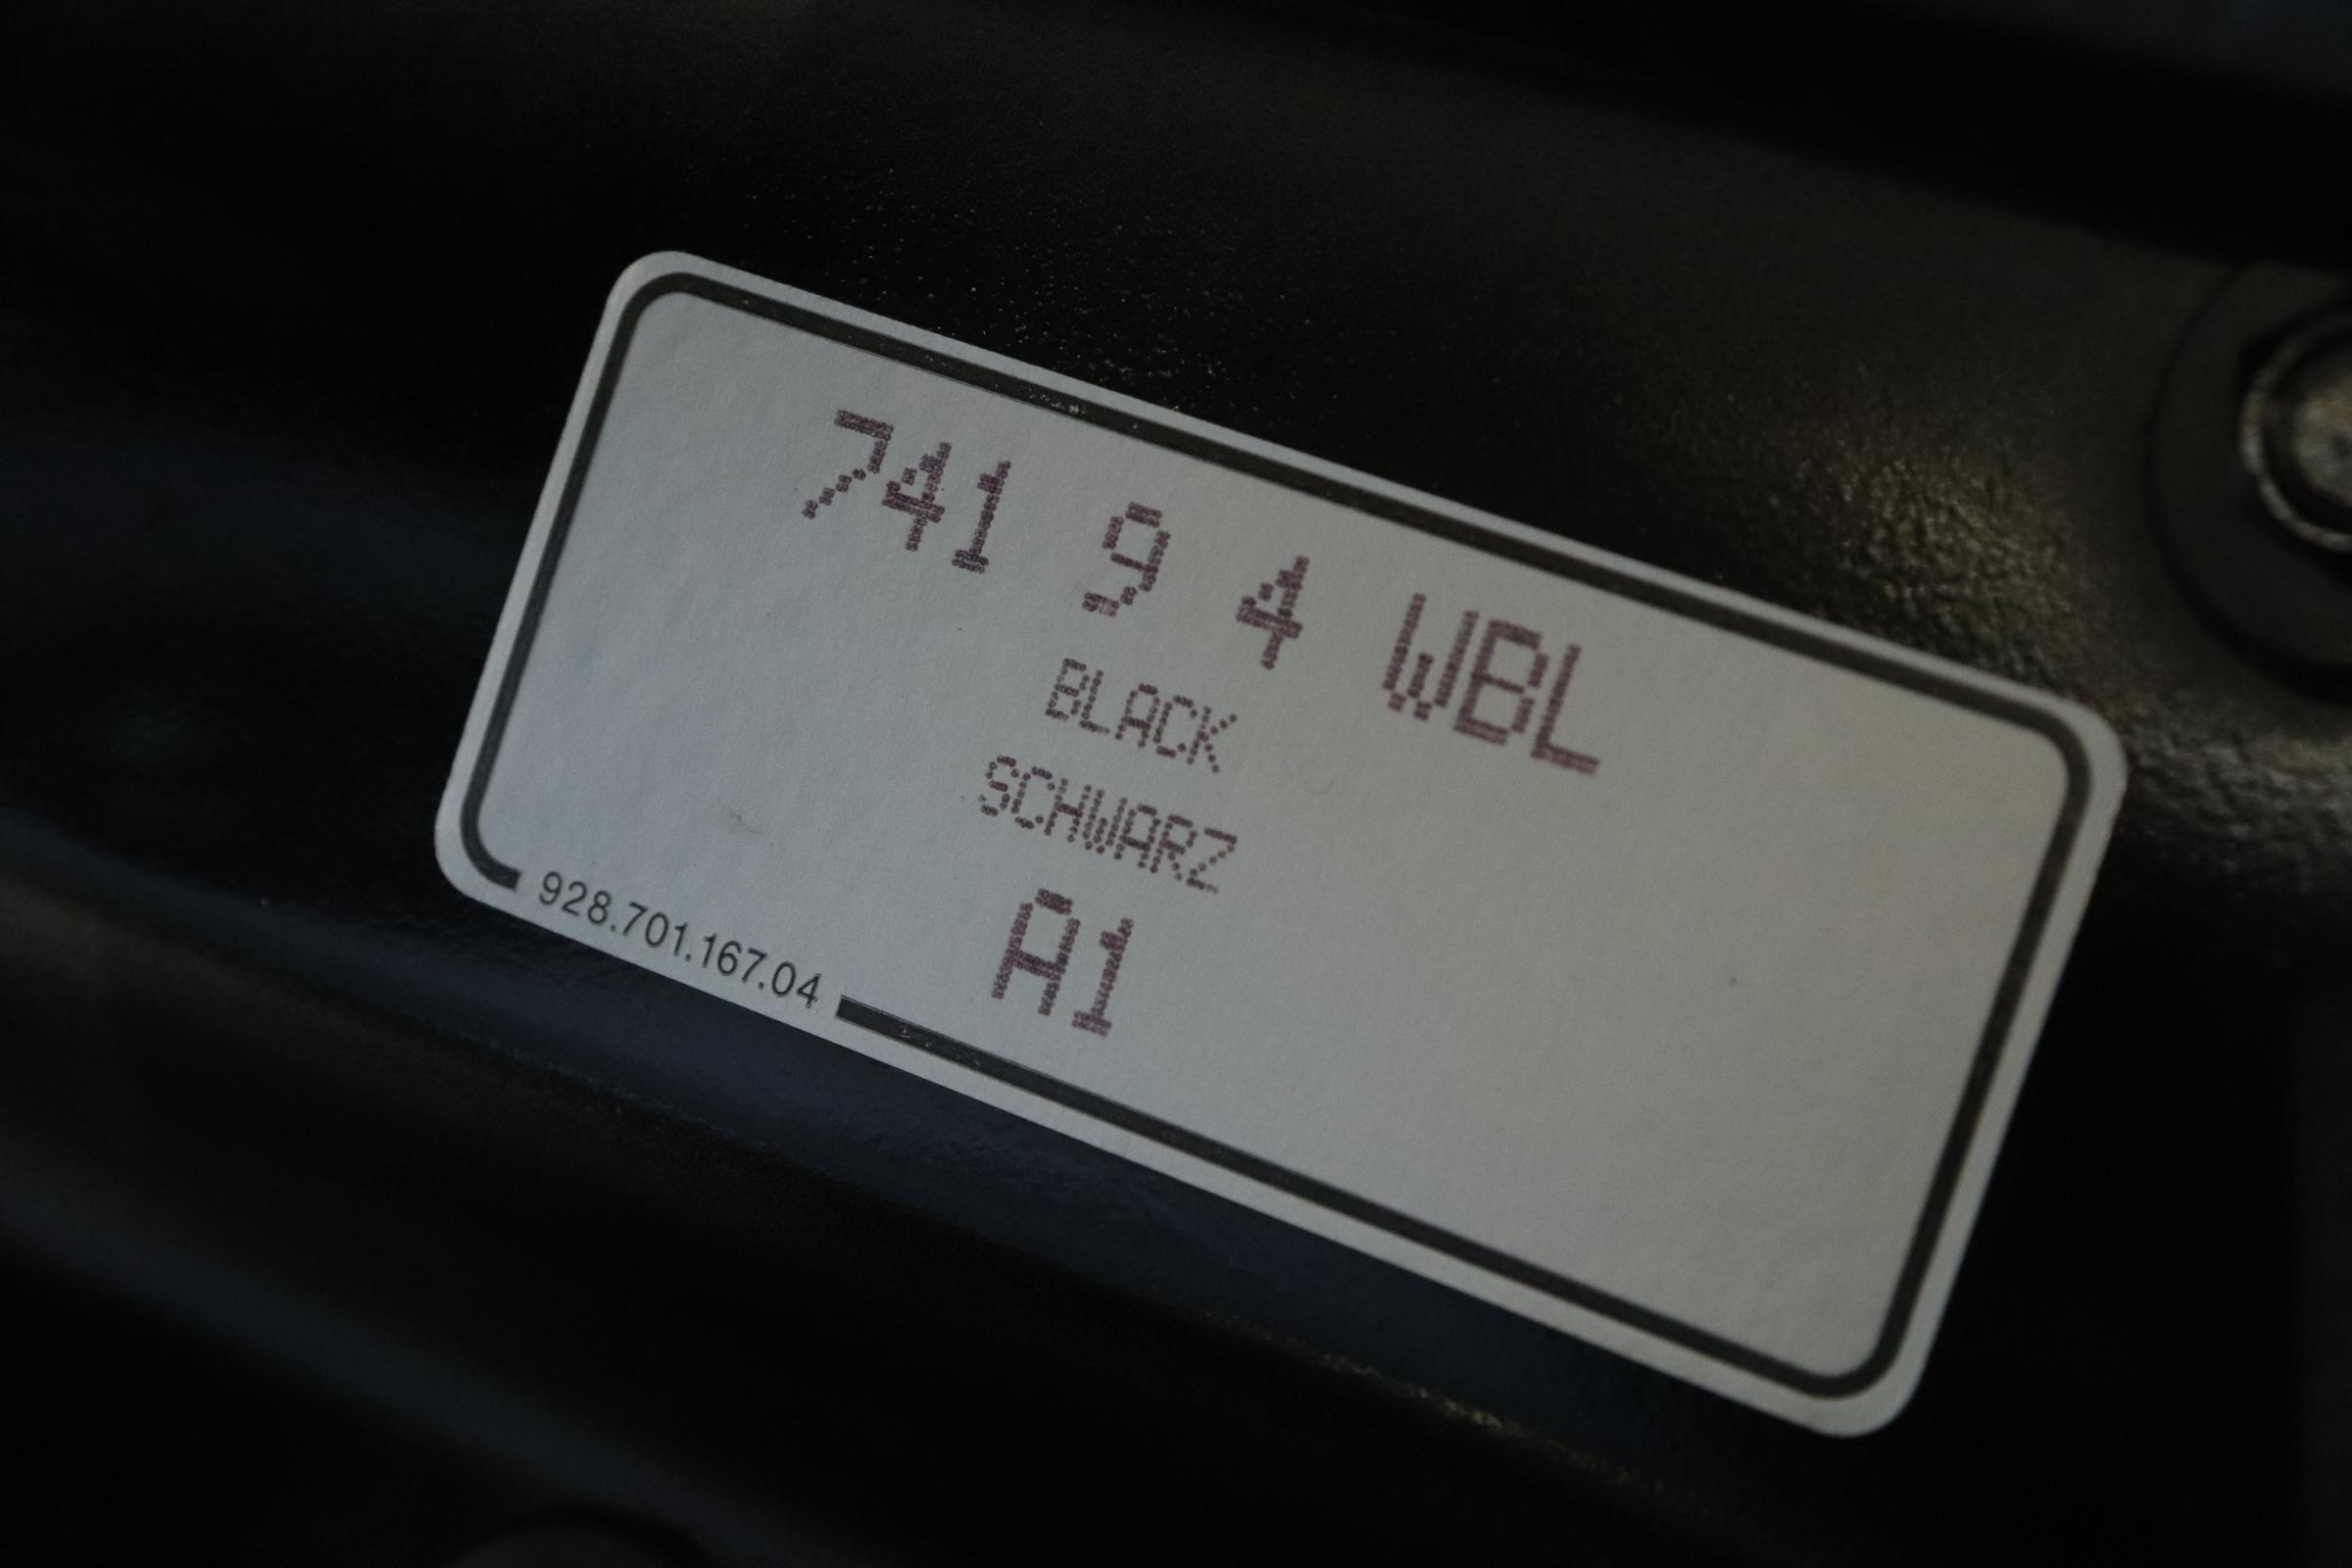 741 9 4 WBL
BLACK
SCHWARZ
A1
928.701.167.04